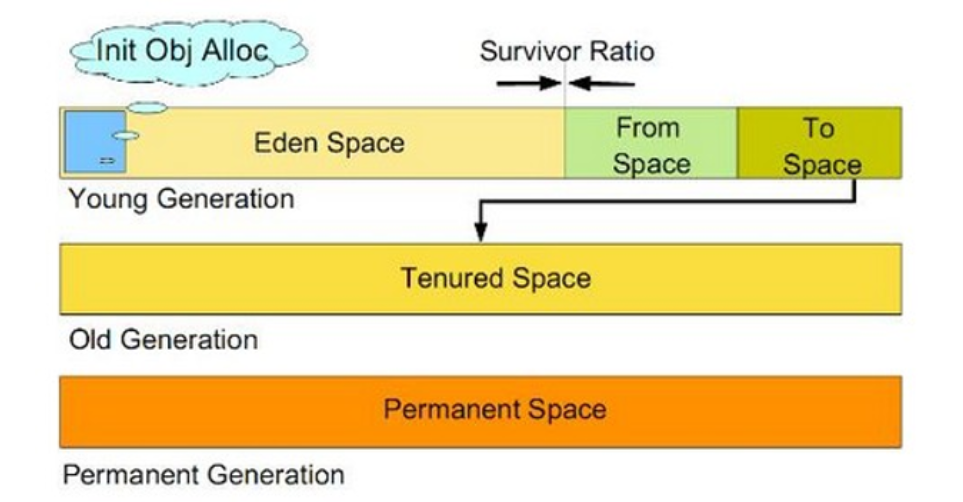 Init Obj Alloc
Survivor Ratio
Eden Space
From
Space
To
Space
Young Generation
Tenured Space
Old Generation
Permanent Space
Permanent Generation